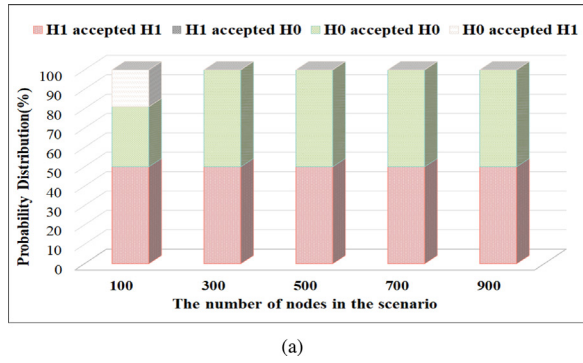 H1 accepted H1 H1 accepted H0 H0 accepted H0 H0 accepted H1
Probability Distribution(%)
100
90
80
70
60
50
40
30
20
10
0
100 300 500 700 900
The number of nodes in the scenario
(a)